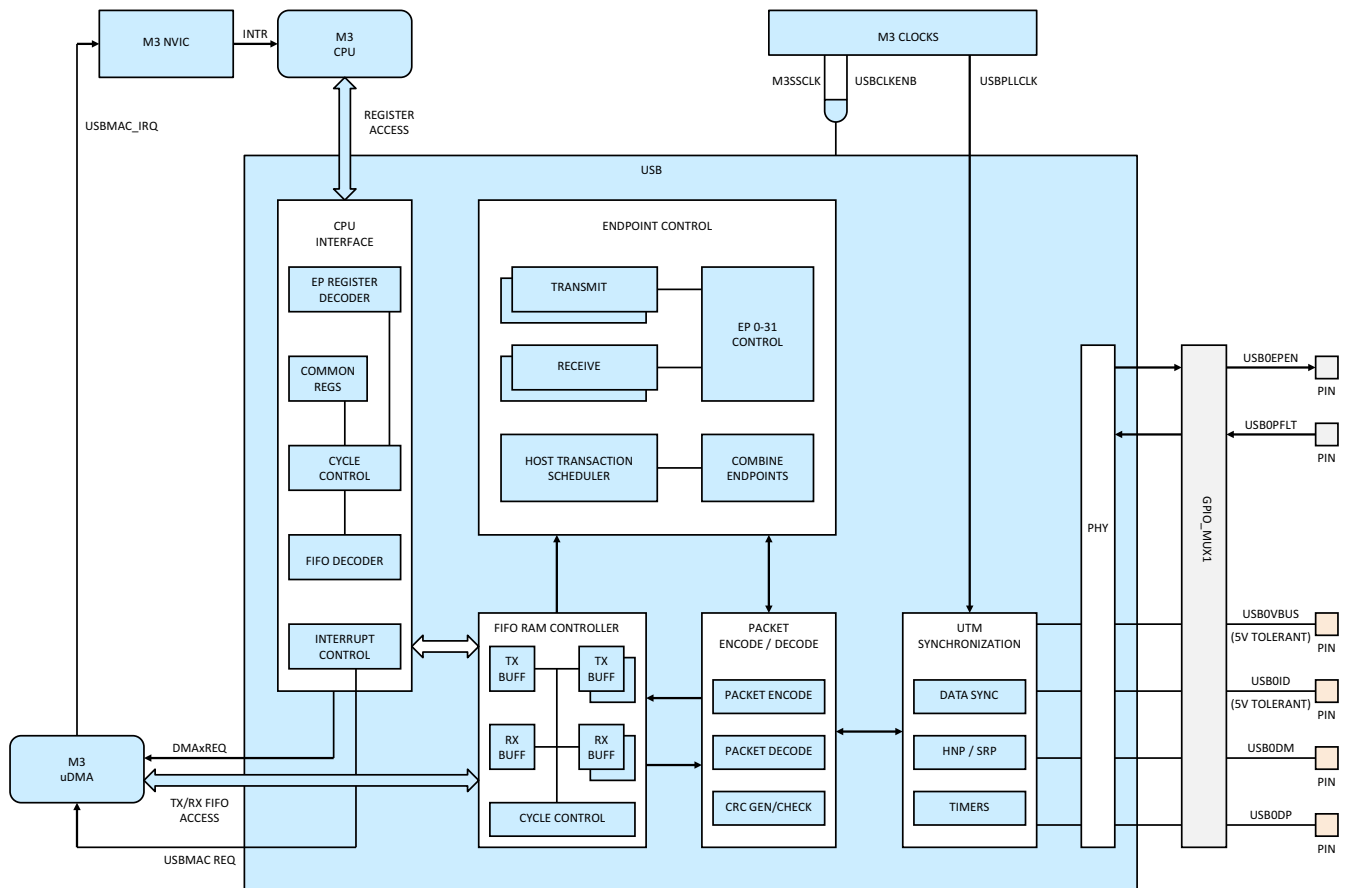 M3 NVIC
INTR
M3
CPU
M3 CLOCKS
M3SSCLK
USBCLKENB
USBPLLCLK
USBMAC_IRQ
REGISTER
ACCESS
USB
CPU
INTERFACE
EP REGISTER
DECODER
COMMON
REGS
CYCLE
CONTROL
FIFO DECODER
INTERRUPT
CONTROL
ENDPOINT CONTROL
TRANSMIT
RECEIVE
EP 0-31
CONTROL
HOST TRANSACTION
SCHEDULER
COMBINE
ENDPOINTS
FIFO RAM CONTROLLER
TX
BUFF
TX
BUFF
RX
BUFF
RX
BUFF
CYCLE CONTROL
PACKET
ENCODE / DECODE
PACKET ENCODE
PACKET DECODE
CRC GEN/CHECK
UTM
SYNCHRONIZATION
DATA SYNC
HNP / SRP
TIMERS
PHY
GPIO_MUX1
USB0EPEN
PIN
USB0PFLT
PIN
USB0VBUS
(5V TOLERANT)
PIN
USB0ID
(5V TOLERANT)
PIN
USB0DM
PIN
USB0DP
PIN
M3
uDMA
DMAxREQ
TX/RX FIFO
ACCESS
USBMAC REQ